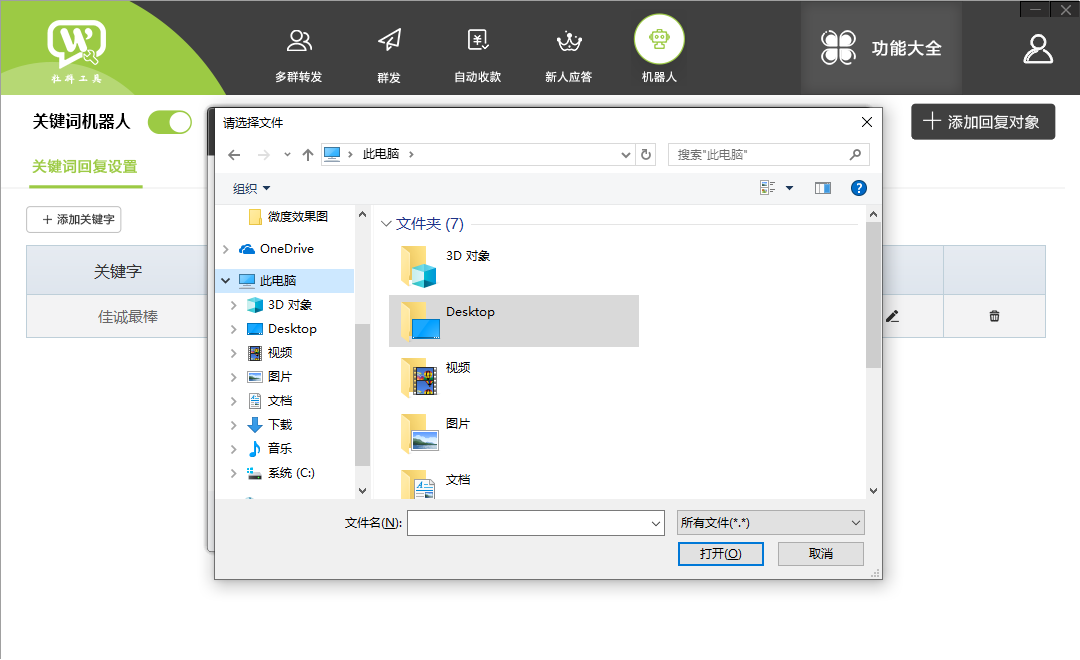 W
多群转发
群发
自动收款
新人应答
机器人
功能大全
关键词机器人
添加回复对象
关键词回复设置
添加关键字
关键字
佳诚最棒
请选择文件
此电脑
搜索"此电脑"
组织
微度效果图
OneDrive
此电脑
3D 对象
Desktop
视频
图片
文档
下载
音乐
系统 (C:)
文件夹 (7)
3D 对象
Desktop
视频
图片
文档
文件名(N):
所有文件(*.*)
打开(O)
取消